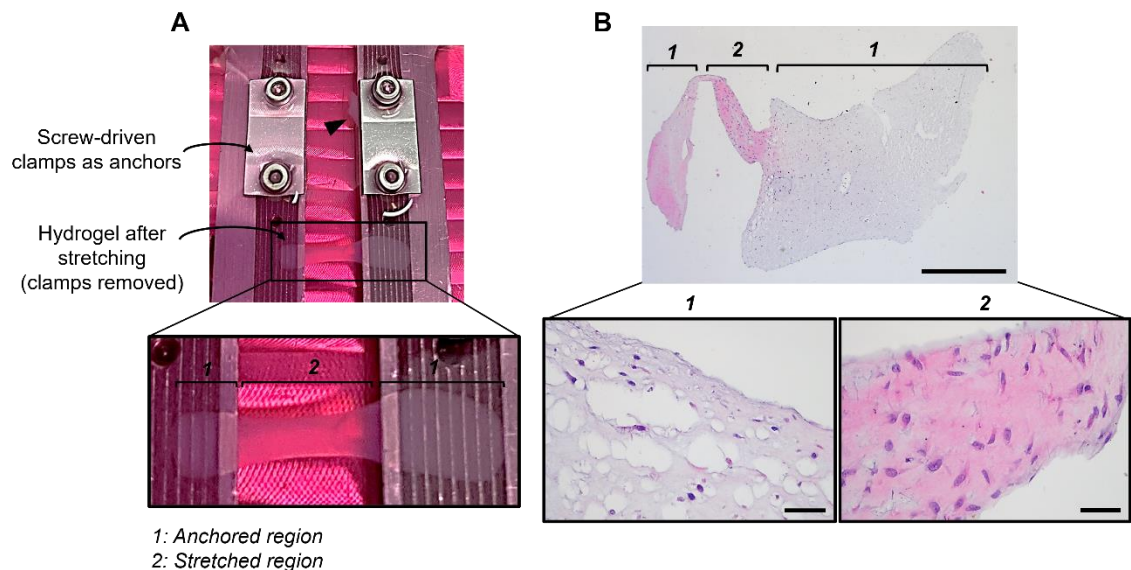 A
Screw-driven
clamps as anchors
Hydrogel after
stretching
(clamps removed)
1
2
1
1: Anchored region
2: Stretched region
B
1
2
1
1
2